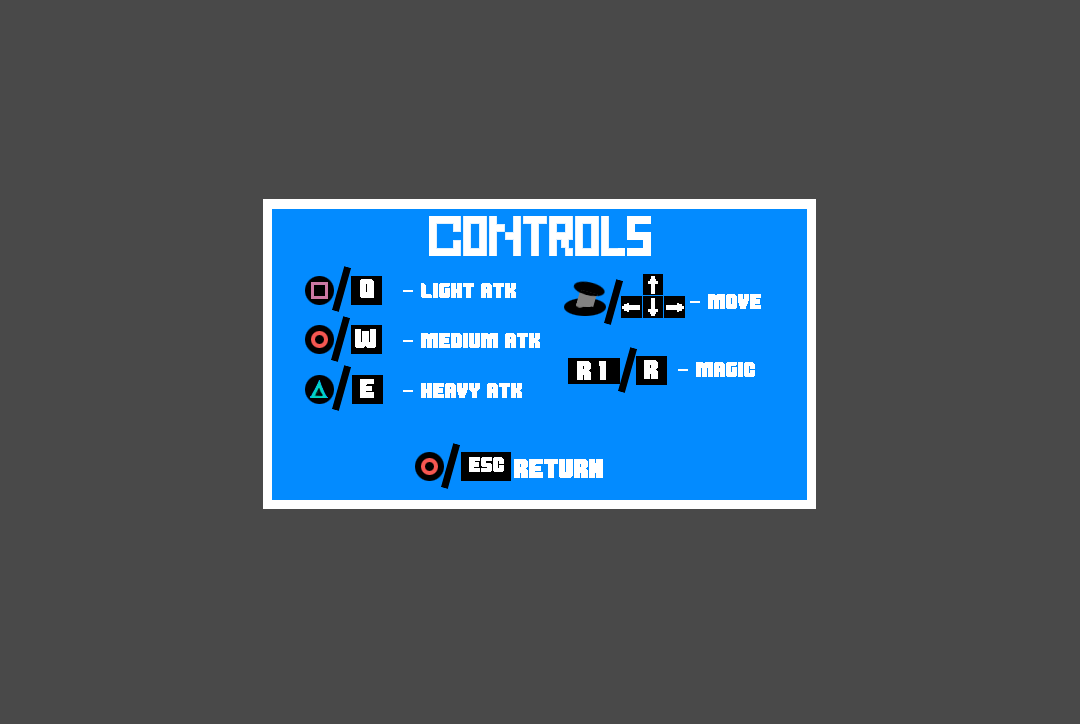 CONTROLS
Q - LIGHT ATK
W - MEDIUM ATK
E - HEAVY ATK
- MOVE
R1 / R - MAGIC
ESC RETURN